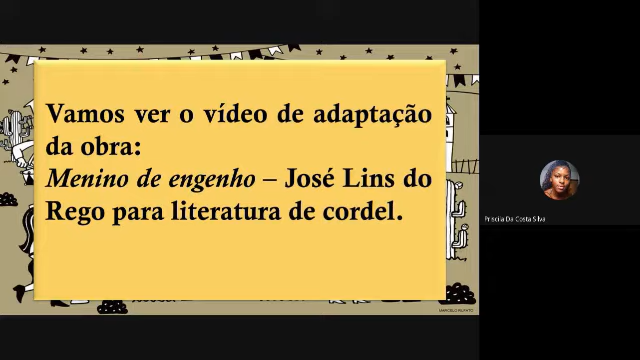 Vamos ver o vídeo de adaptação
da obra:
Menino de engenho – José Lins do
Rego para literatura de cordel.
Priscila Da Costa Silva